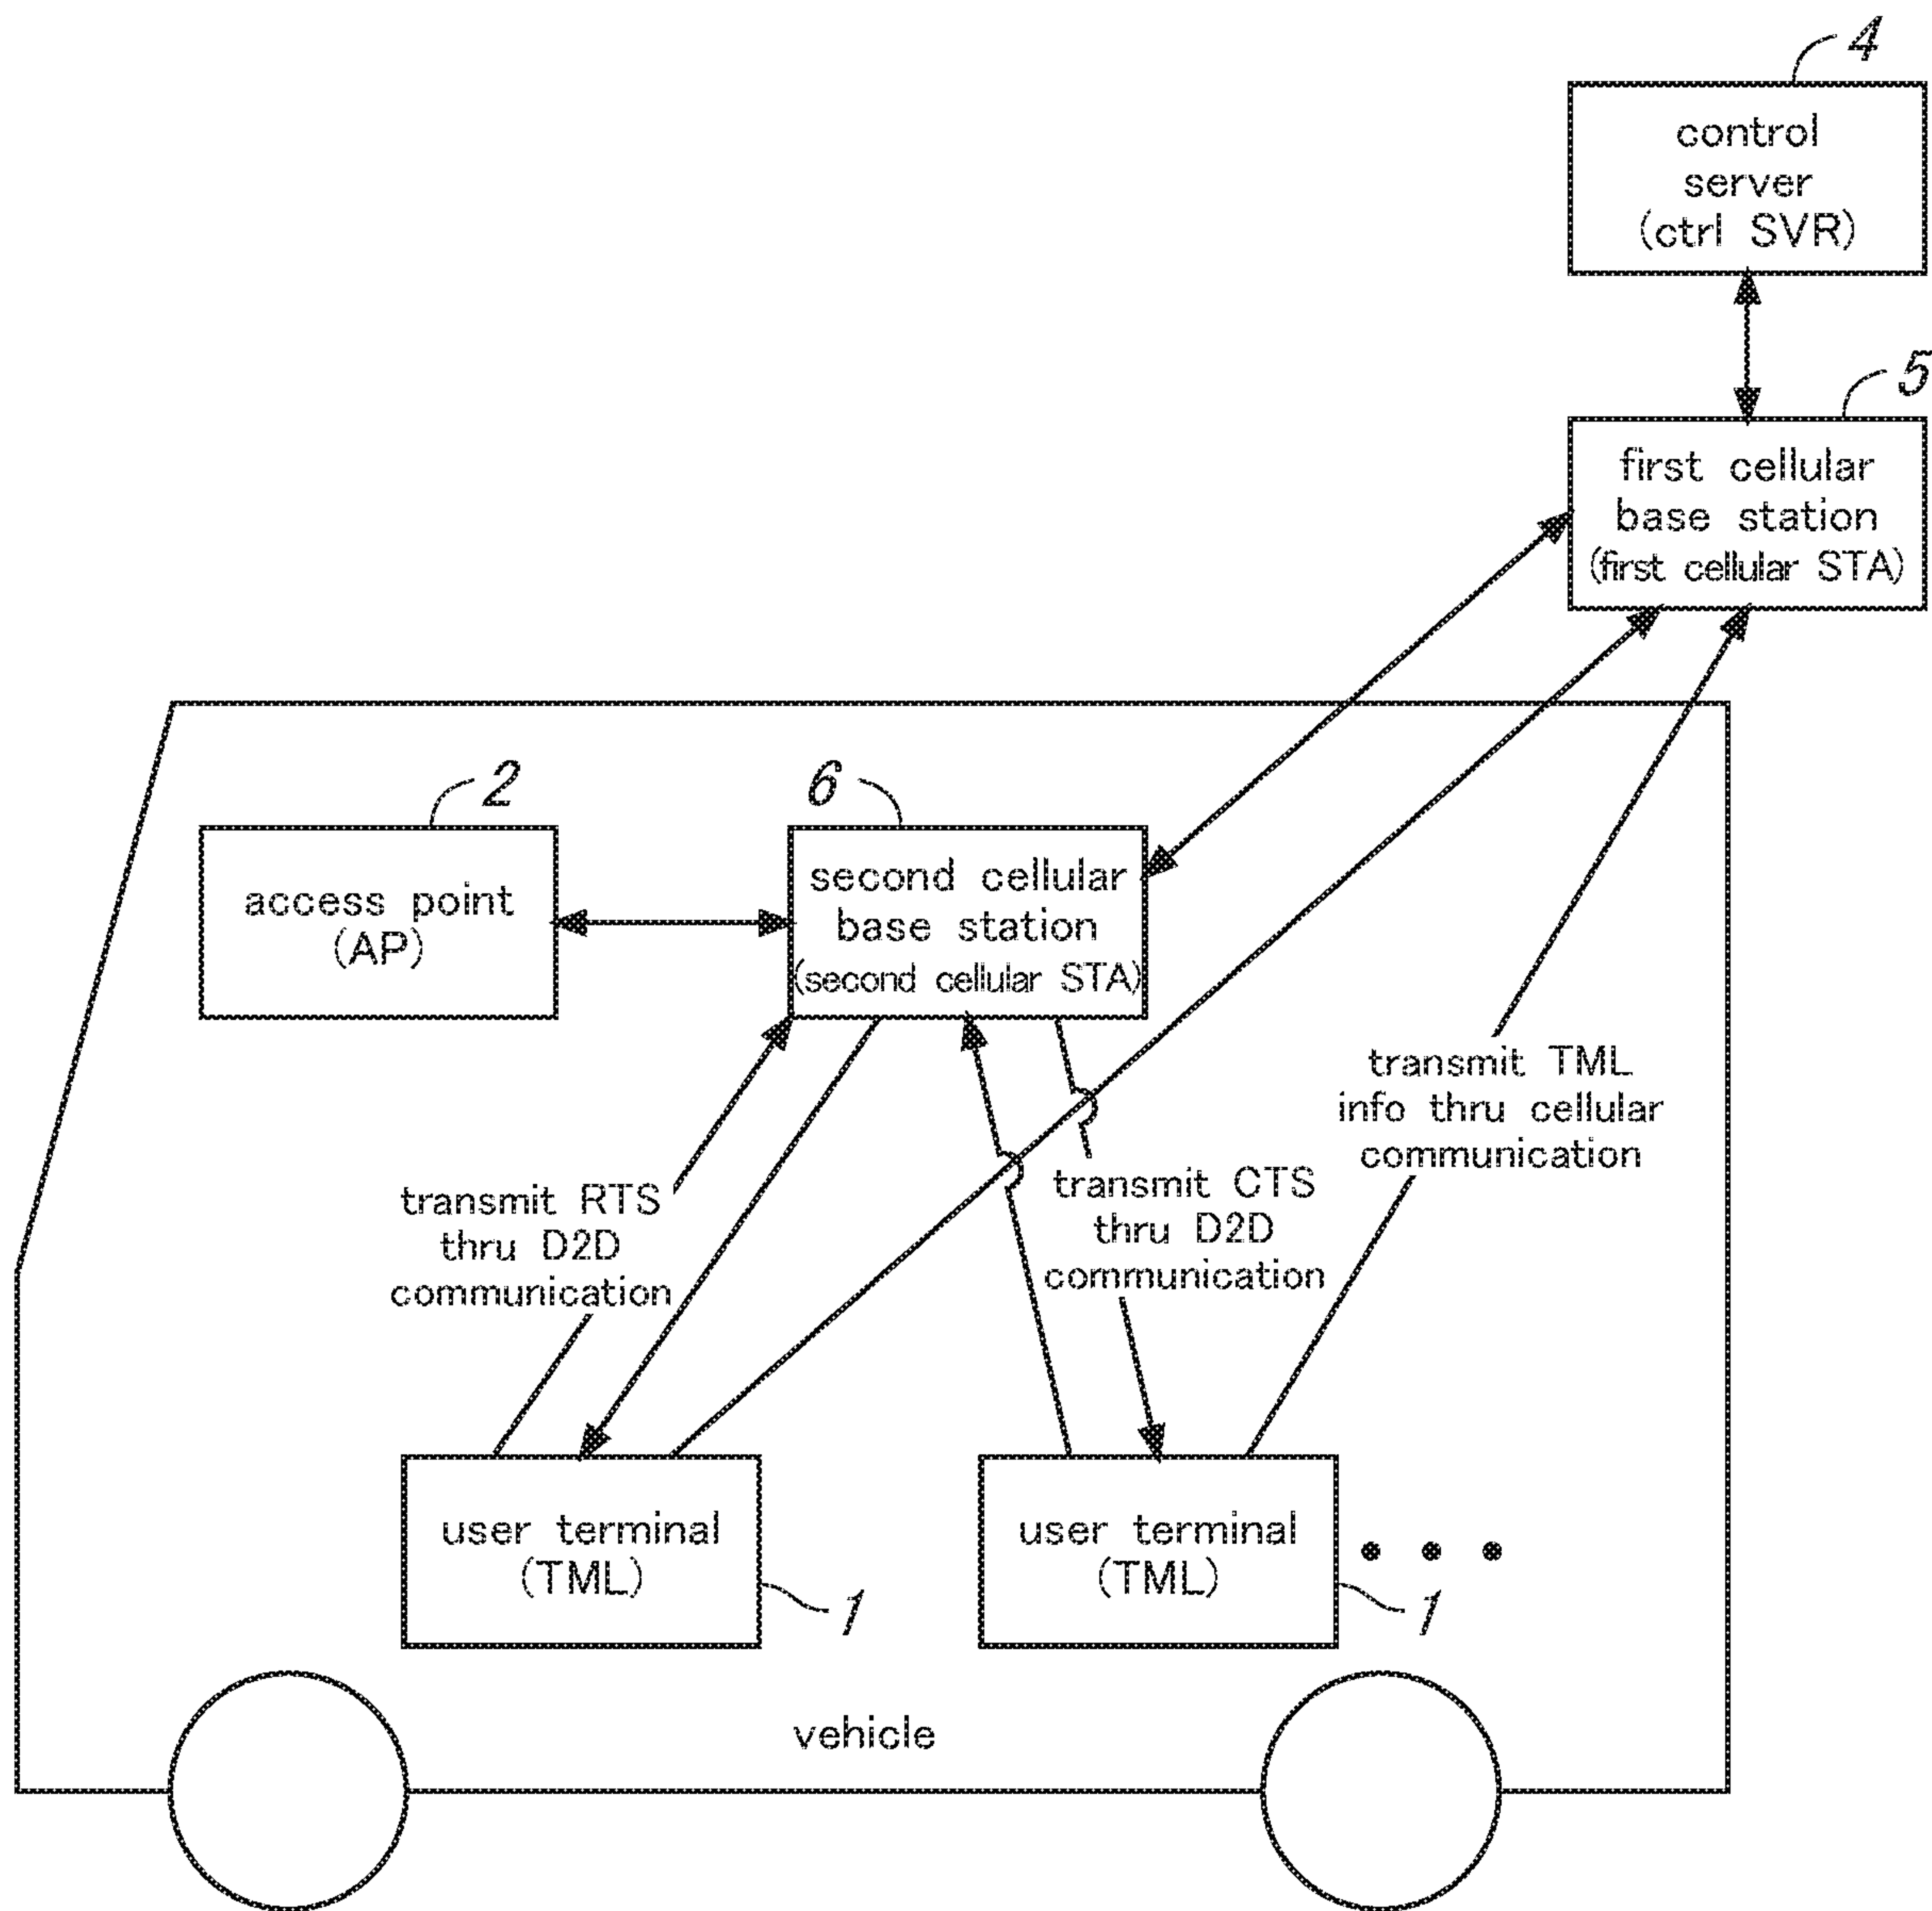 4
control
server
(ctrl SVR)
5
first cellular
base station
(first cellular STA)
2
access point
(AP)
6
second cellular
base station
(second cellular STA)
transmit TML
info thru cellular
communication
transmit RTS
thru D2D
communication
transmit CTS
thru D2D
communication
user terminal
(TML)
1
user terminal
(TML)
1
vehicle